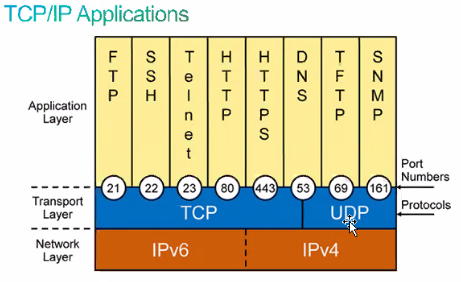 TCP/IP Applications
Application Layer
FTP
SSH
Telnet
HTTP
HTTPS
DNS
TFTP
SNMP
Port Numbers
21 22 23 80 443 53 69 161
Transport Layer
TCP UDP
Protocols
Network Layer
IPv6 IPv4